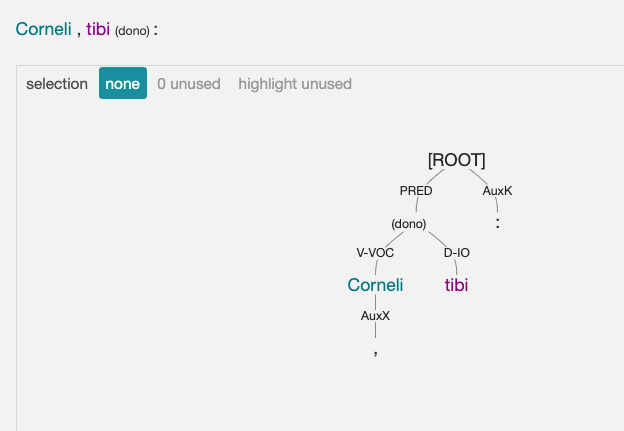 Corneli , tibi (dono) :
selection none 0 unused highlight unused
[ROOT]
PRED AuxK
(dono) :
V-VOC D-IO
Corneli tibi
AuxX
,